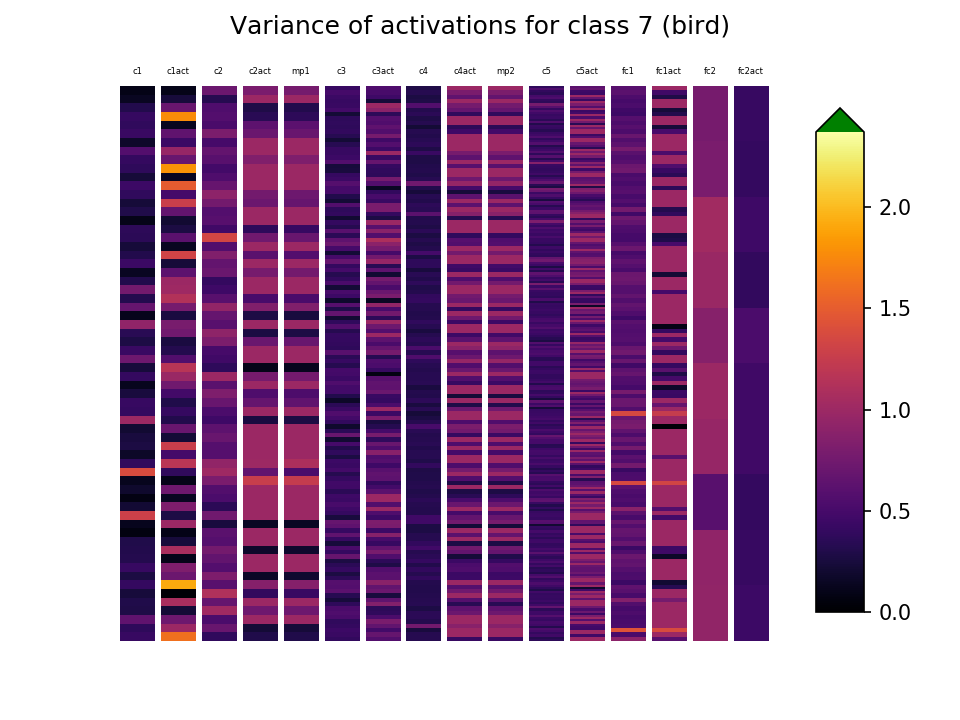 Variance of activations for class 7 (bird)
c1 c1act c2 c2act mp1 c3 c3act c4 c4act mp2 c5 c5act fc1 fc1act fc2 fc2act
2.0
1.5
1.0
0.5
0.0